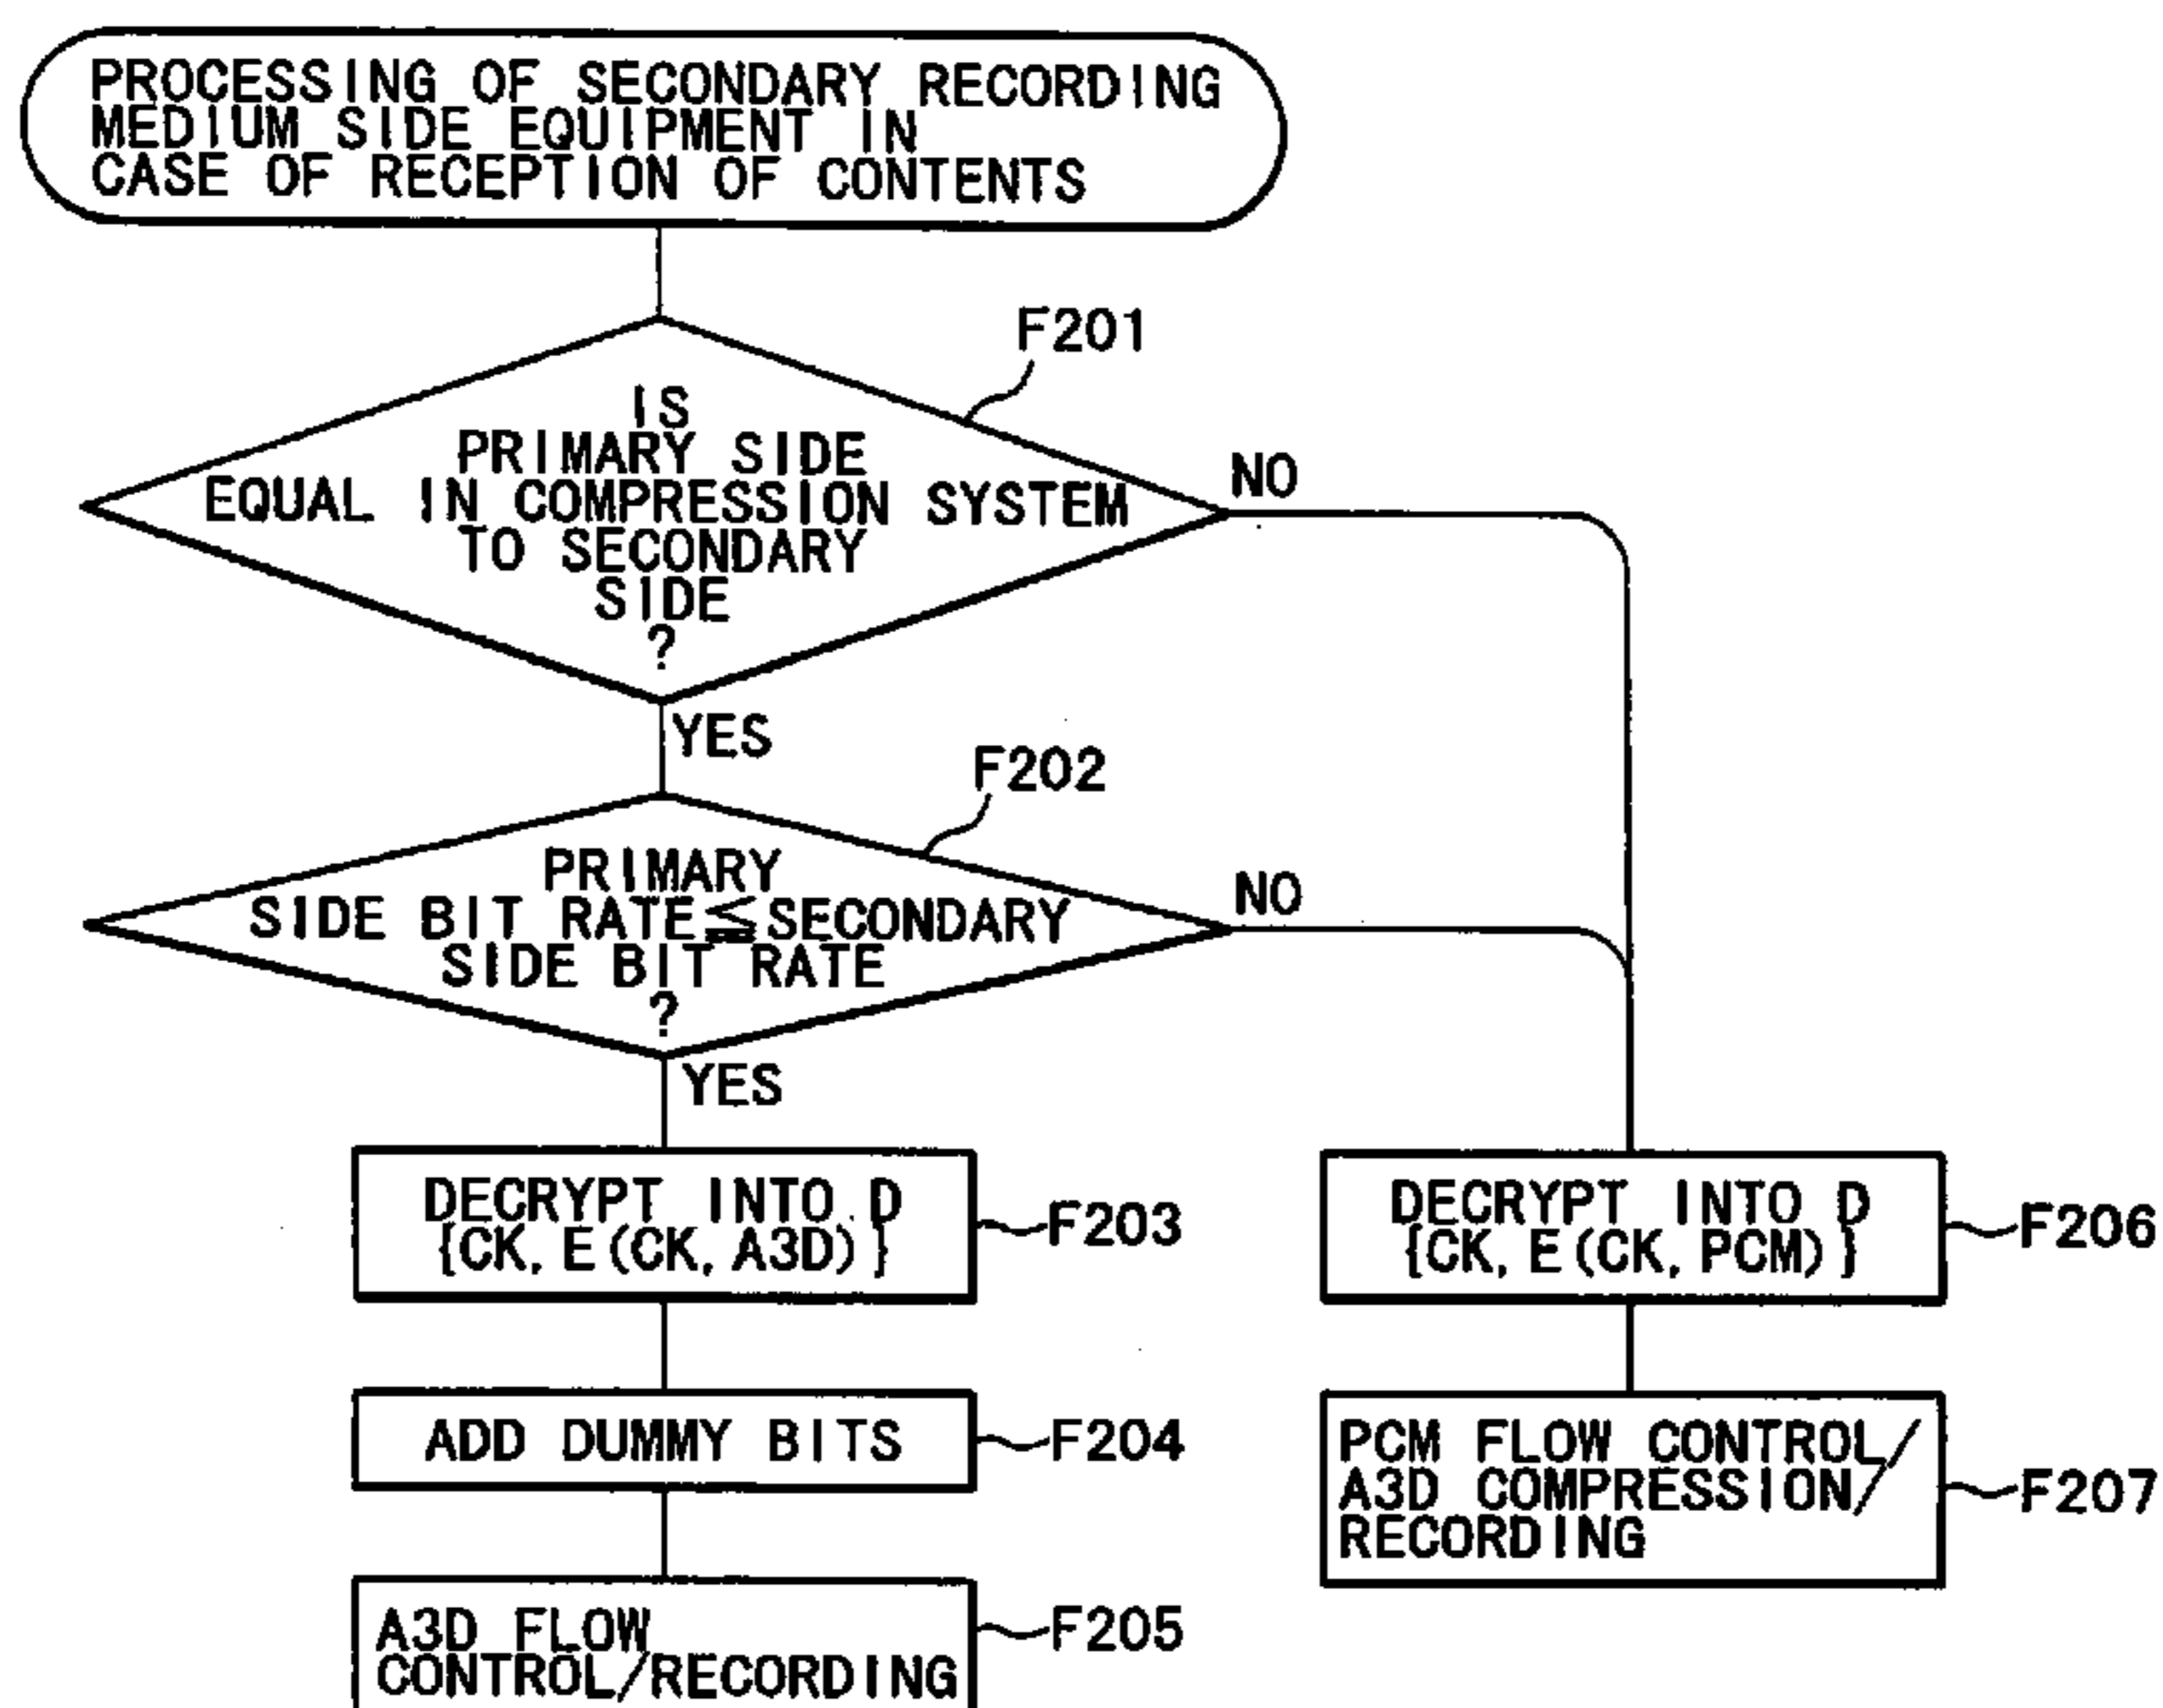 PROCESSING OF SECONDARY RECORDING
MEDIUM SIDE EQUIPMENT IN
CASE OF RECEPTION OF CONTENTS
F201
IS
PRIMARY SIDE
EQUAL IN COMPRESSION SYSTEM
TO SECONDARY
SIDE
?
NO
YES
F202
PRIMARY
SIDE BIT RATE≦SECONDARY
SIDE BIT RATE
?
NO
YES
DECRYPT INTO D
{CK, E(CK, A3D)}
F203
DECRYPT INTO D
{CK, E(CK, PCM)}
F206
ADD DUMMY BITS
F204
PCM FLOW CONTROL/
A3D COMPRESSION/
RECORDING
F207
A3D FLOW
CONTROL/RECORDING
F205